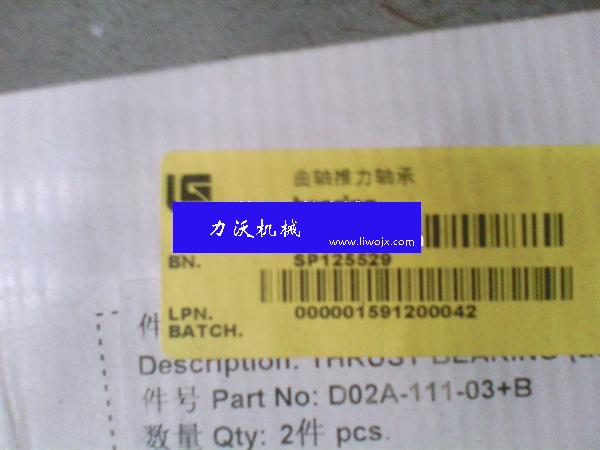 曲轴推力轴承
力沃机械
www.liwojx.com
BN.
SP125529
LPN.
BATCH.
000001591200042
件
Description: THRUST BEARING
件号 Part No: D02A-111-03+B
数量 Qty: 2件 pcs.